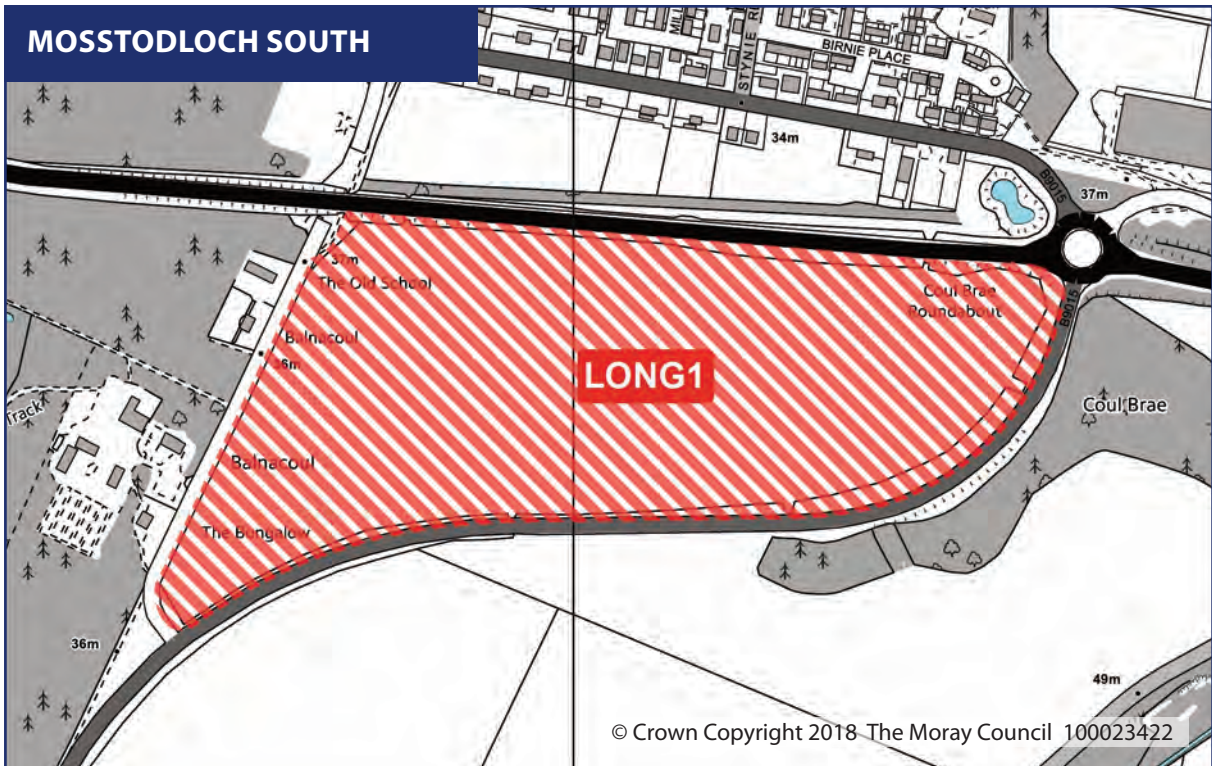 MOSSTODLOCH SOUTH
BIRNIE PLACE
34m
B9015
37m
37m
The Old School
Coul Brae
Roundabout
B9015
Balnacoul
36m
LONG1
Coul Brae
Track
Balnacoul
The Bungalow
36m
49m
© Crown Copyright 2018 The Moray Council 100023422